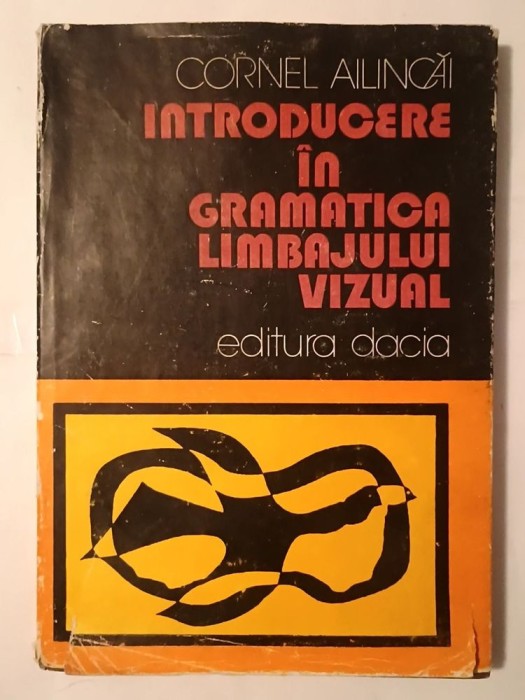 CORNEL AILINCĂI
INTRODUCERE
ÎN
GRAMATICA
LIMBAJULUI
VIZUAL
editura dacia